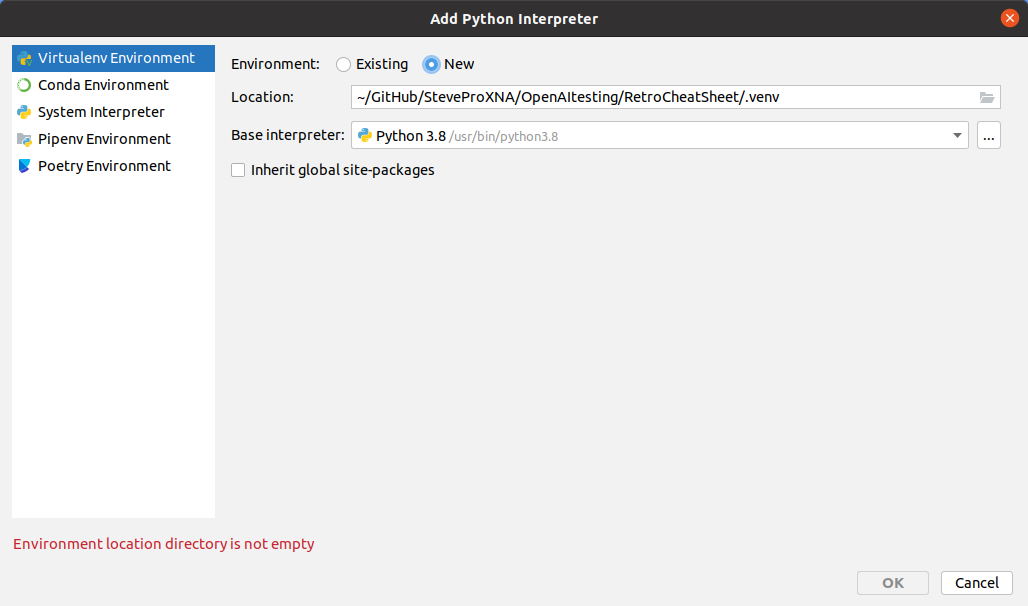 Add Python Interpreter
Virtualenv Environment
Conda Environment
System Interpreter
Pipenv Environment
Poetry Environment
Environment: Existing New
Location: ~/GitHub/SteveProXNA/OpenAItesting/RetroCheatSheet/.venv
Base interpreter: Python 3.8 /usr/bin/python3.8 ...
Inherit global site-packages
Environment location directory is not empty
OK Cancel